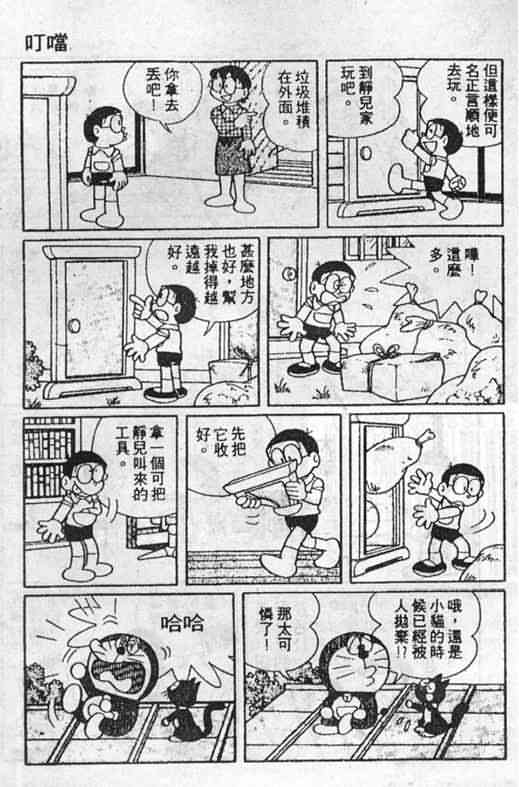 叮噹
但這樣便可
名正言順地
去玩。
到靜兒家
玩吧。
垃圾堆積
在外面。
你拿去
丟吧!
嘩!
這麼
多。
甚麼地方
也好,幫
我掉得越
遠越
好。
先把
它收
好。
拿一個可把
靜兒叫來的
工具。
哦,還是
小貓的時
候已經被
人拋棄!?
那太可
憐了!
哈哈